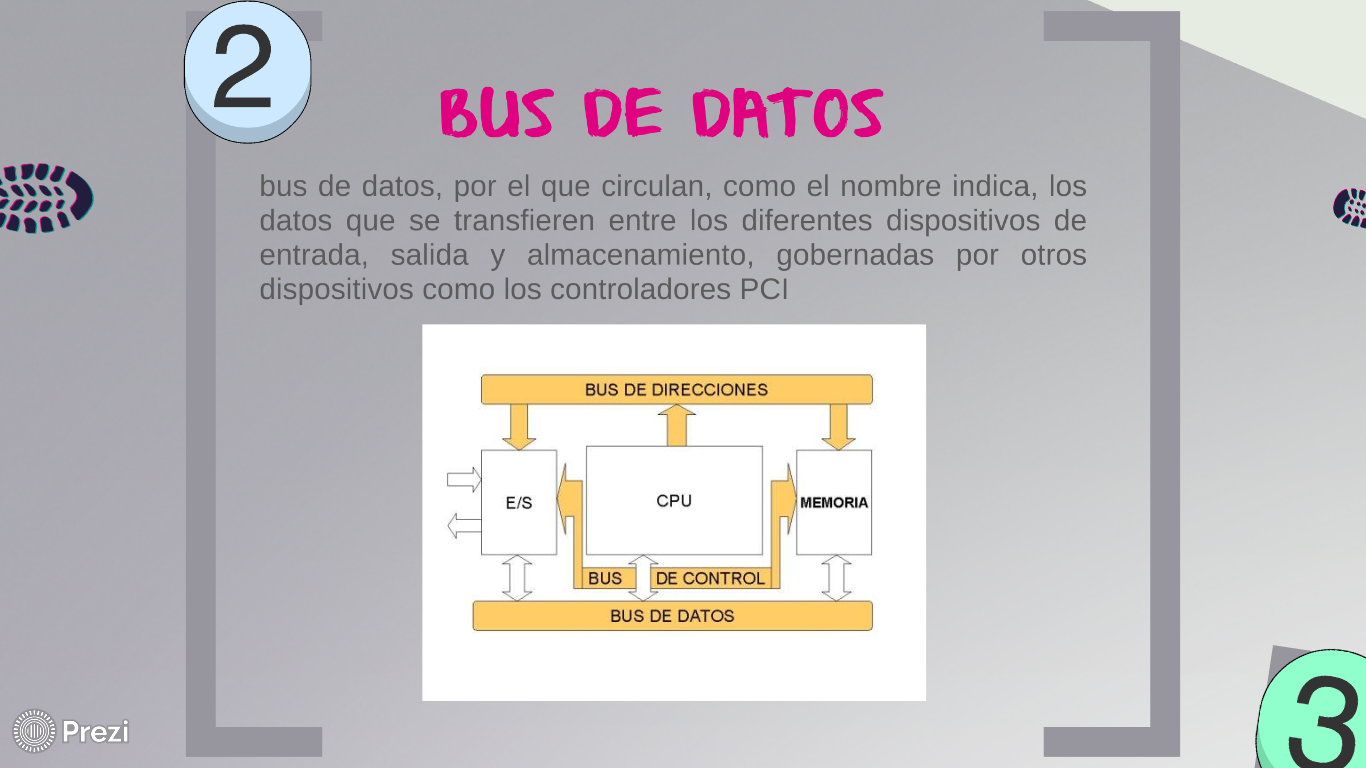 2
BUS DE DATOS
bus de datos, por el que circulan, como el nombre indica, los
datos que se transfieren entre los diferentes dispositivos de
entrada, salida y almacenamiento, gobernadas por otros
dispositivos como los controladores PCI
BUS DE DIRECCIONES
E/S
CPU
MEMORIA
BUS DE CONTROL
BUS DE DATOS
Prezi
3